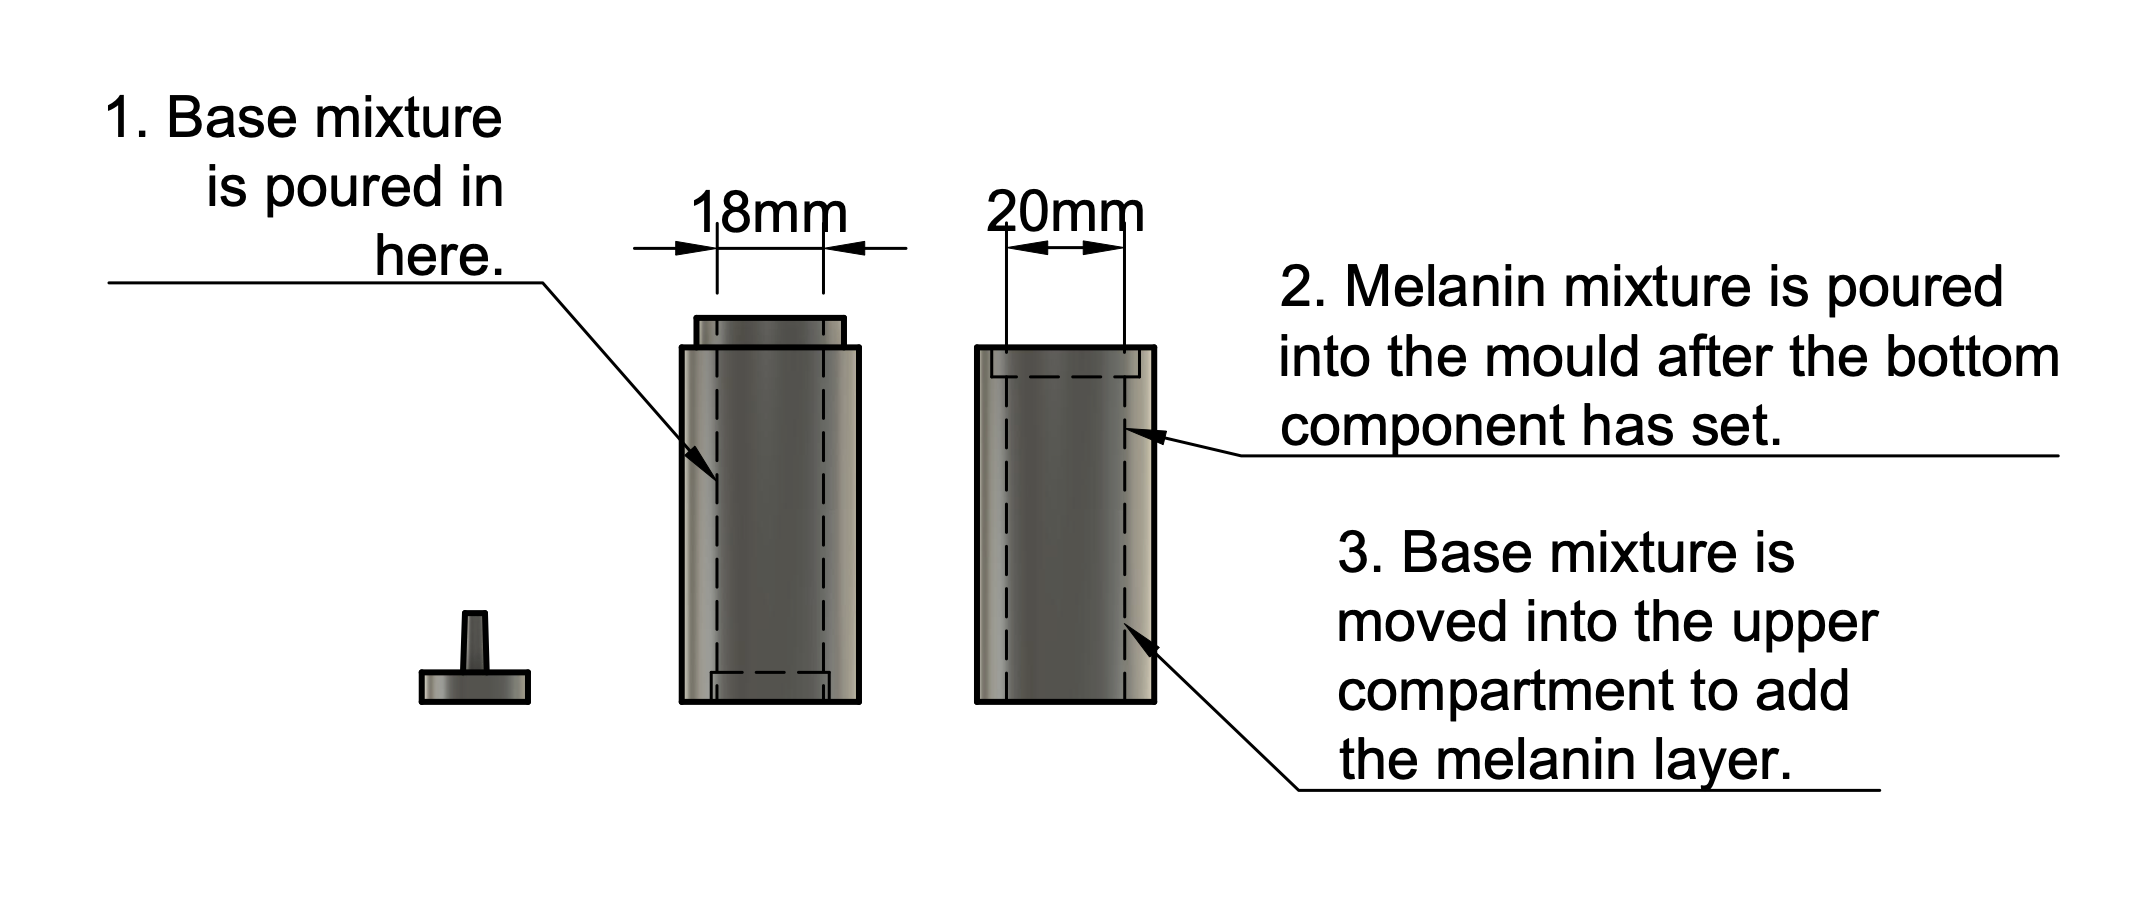 1. Base mixture
is poured in
here.
18mm
20mm
2. Melanin mixture is poured
into the mould after the bottom
component has set.
3. Base mixture is
moved into the upper
compartment to add
the melanin layer.